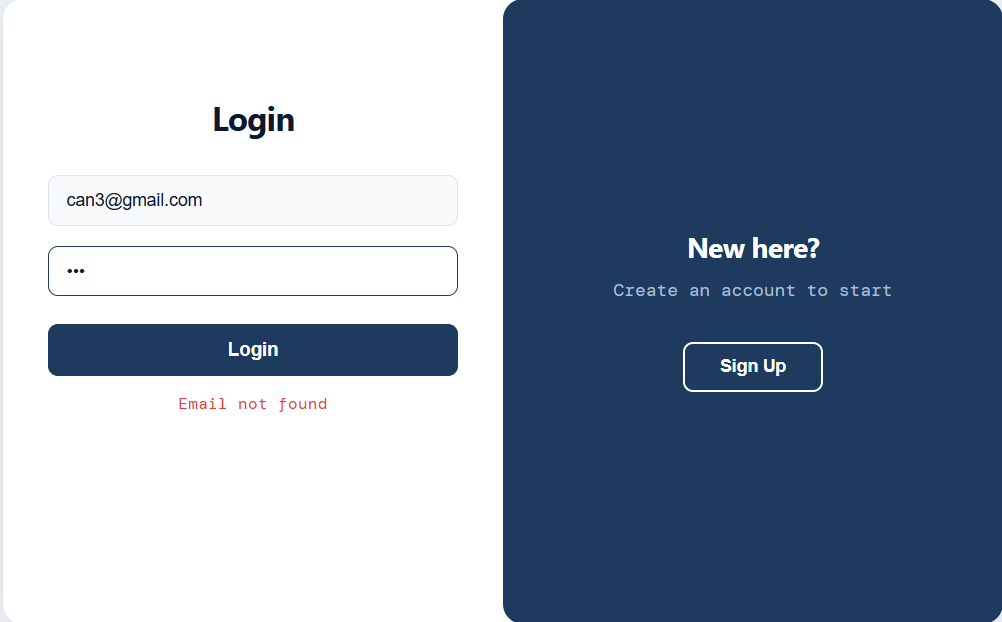 Login
can3@gmail.com
•••
Login
Email not found
New here?
Create an account to start
Sign Up